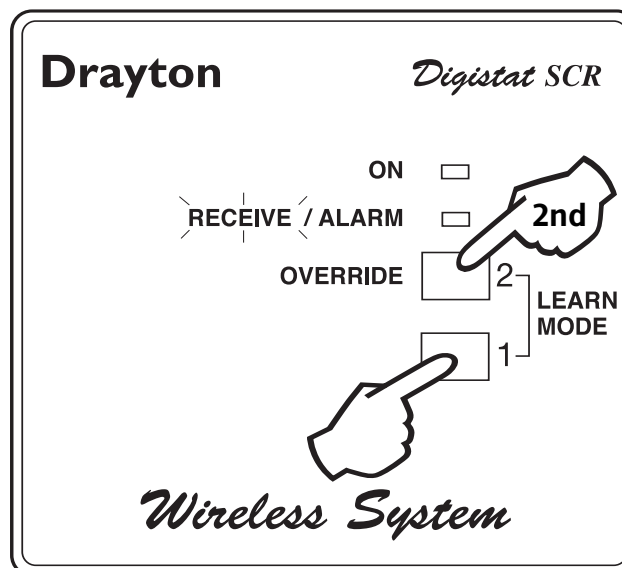 Drayton Digistat SCR
ON
RECEIVE / ALARM
2nd
OVERRIDE 2
LEARN
MODE
1
Wireless System